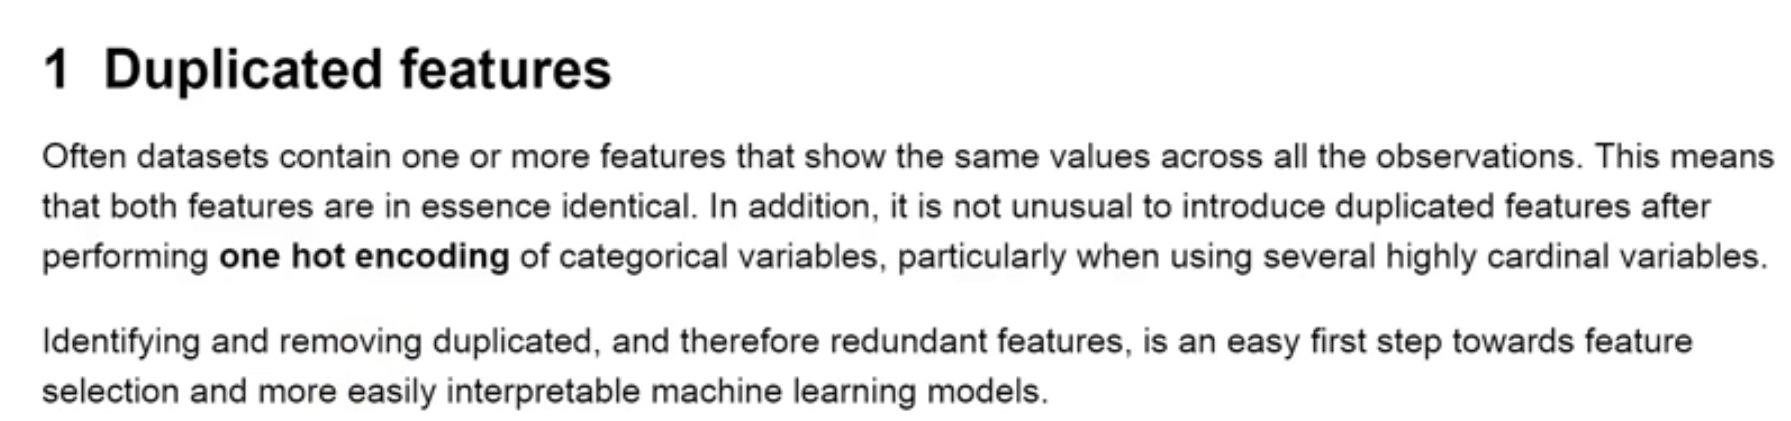 1 Duplicated features
Often datasets contain one or more features that show the same values across all the observations. This means
that both features are in essence identical. In addition, it is not unusual to introduce duplicated features after
performing one hot encoding of categorical variables, particularly when using several highly cardinal variables.
Identifying and removing duplicated, and therefore redundant features, is an easy first step towards feature
selection and more easily interpretable machine learning models.